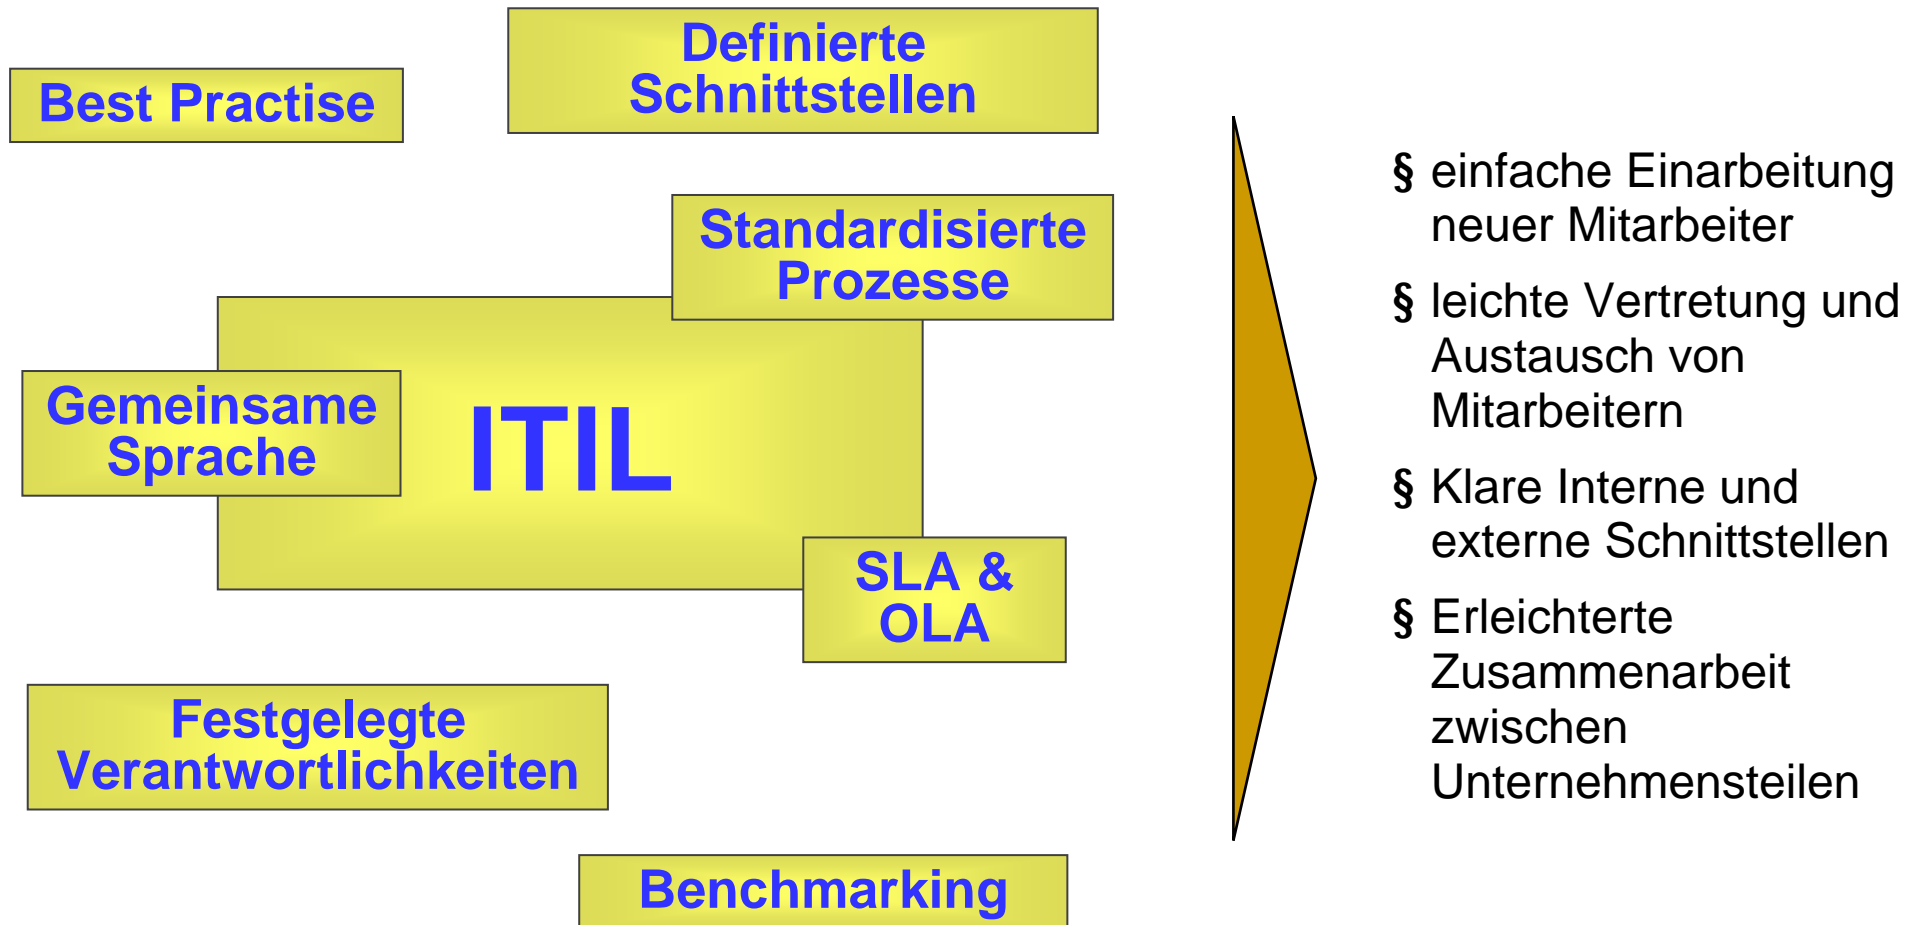 Best Practise
Definierte
Schnittstellen
Standardisierte
Prozesse
Gemeinsame
Sprache
ITIL
SLA &
OLA
Festgelegte
Verantwortlichkeiten
Benchmarking
§ einfache Einarbeitung
neuer Mitarbeiter
§ leichte Vertretung und
Austausch von
Mitarbeitern
§ Klare Interne und
externe Schnittstellen
§ Erleichterte
Zusammenarbeit
zwischen
Unternehmensteilen